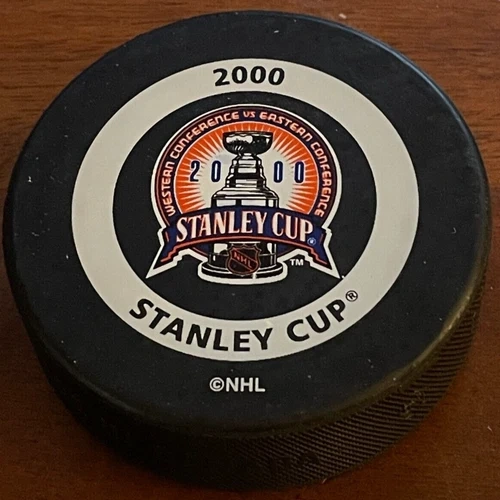 2000
WESTERN CONFERENCE VS EASTERN CONFERENCE
2000
STANLEY CUP®
NHL
TM
STANLEY CUP®
©NHL